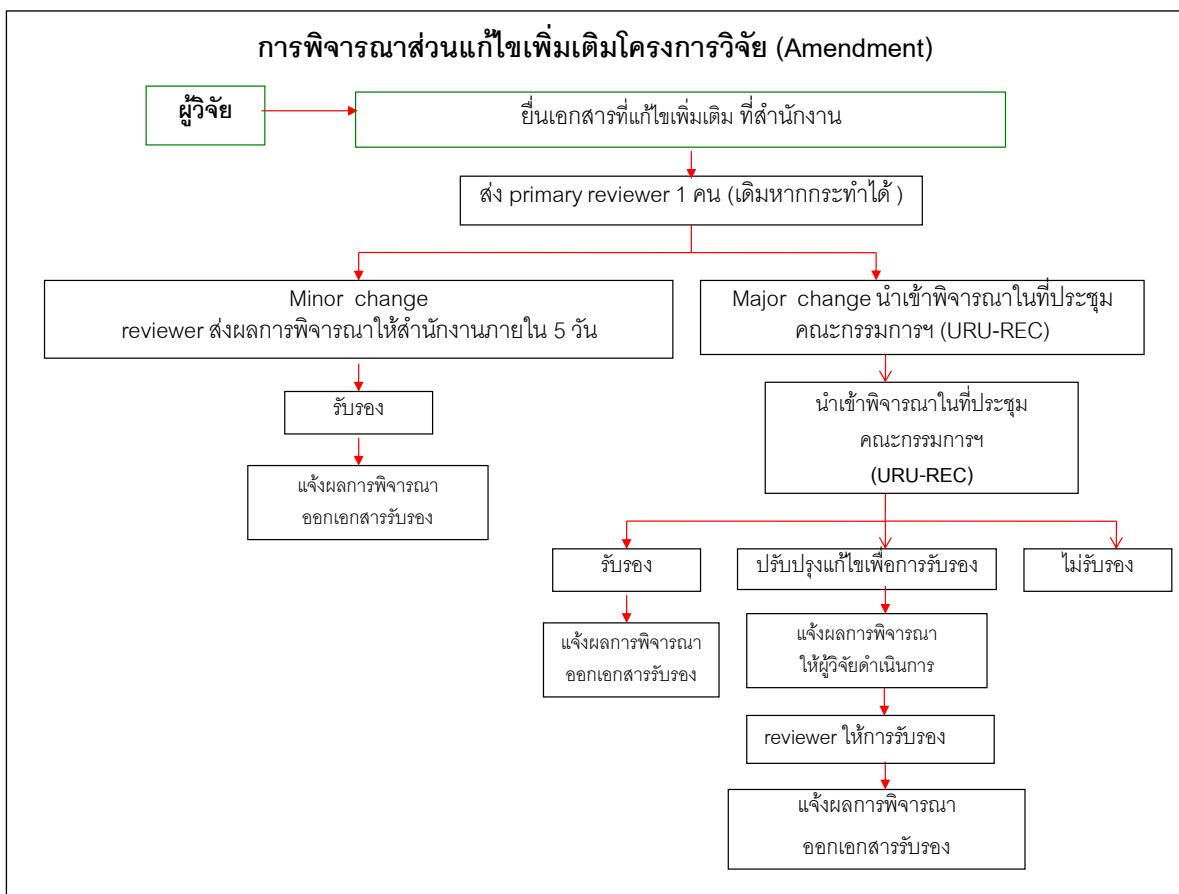 การพิจารณาส่วนแก้ไขเพิ่มเติมโครงการวิจัย (Amendment)
ผู้วิจัย
ยื่นเอกสารที่แก้ไขเพิ่มเติม ที่สำนักงาน
ส่ง primary reviewer 1 คน (เดิมหากกระทำได้ )
Minor change
reviewer ส่งผลการพิจารณาให้สำนักงานภายใน 5 วัน
Major change นำเข้าพิจารณาในที่ประชุม
คณะกรรมการฯ (URU-REC)
รับรอง
แจ้งผลการพิจารณา
ออกเอกสารรับรอง
นำเข้าพิจารณาในที่ประชุม
คณะกรรมการฯ
(URU-REC)
รับรอง
ปรับปรุงแก้ไขเพื่อการรับรอง
ไม่รับรอง
แจ้งผลการพิจารณา
ออกเอกสารรับรอง
แจ้งผลการพิจารณา
ให้ผู้วิจัยดำเนินการ
reviewer ให้การรับรอง
แจ้งผลการพิจารณา
ออกเอกสารรับรอง